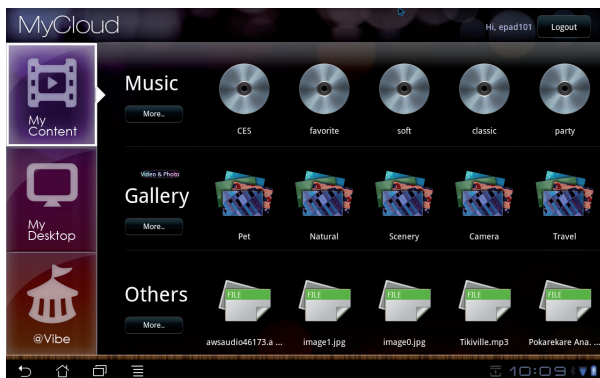 MyCloud
Hi, epad101 Logout
My
Content
Music
More..
CES favorite soft classic party
My
Desktop
Video & Photo
Gallery
More..
Pet Natural Scenery Camera Travel
@Vibe
Others
More..
FILE FILE FILE FILE FILE
awsaudio46173.a ... image1.jpg image0.jpg Tikiville.mp3 Pokarekare Ana. ...
10:09